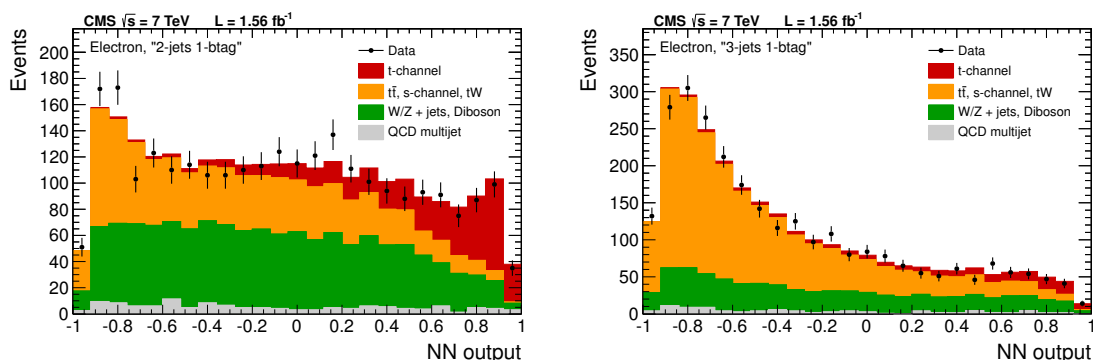 CMS √s = 7 TeV L = 1.56 fb⁻¹
Events
Electron, "2-jets 1-btag"
Data
t-channel
tt̄, s-channel, tW
W/Z + jets, Diboson
QCD multijet
200
180
160
140
120
100
80
60
40
20
0
-1 -0.8 -0.6 -0.4 -0.2 0 0.2 0.4 0.6 0.8 1
NN output
CMS √s = 7 TeV L = 1.56 fb⁻¹
Events
Electron, "3-jets 1-btag"
Data
t-channel
tt̄, s-channel, tW
W/Z + jets, Diboson
QCD multijet
350
300
250
200
150
100
50
0
-1 -0.8 -0.6 -0.4 -0.2 0 0.2 0.4 0.6 0.8 1
NN output